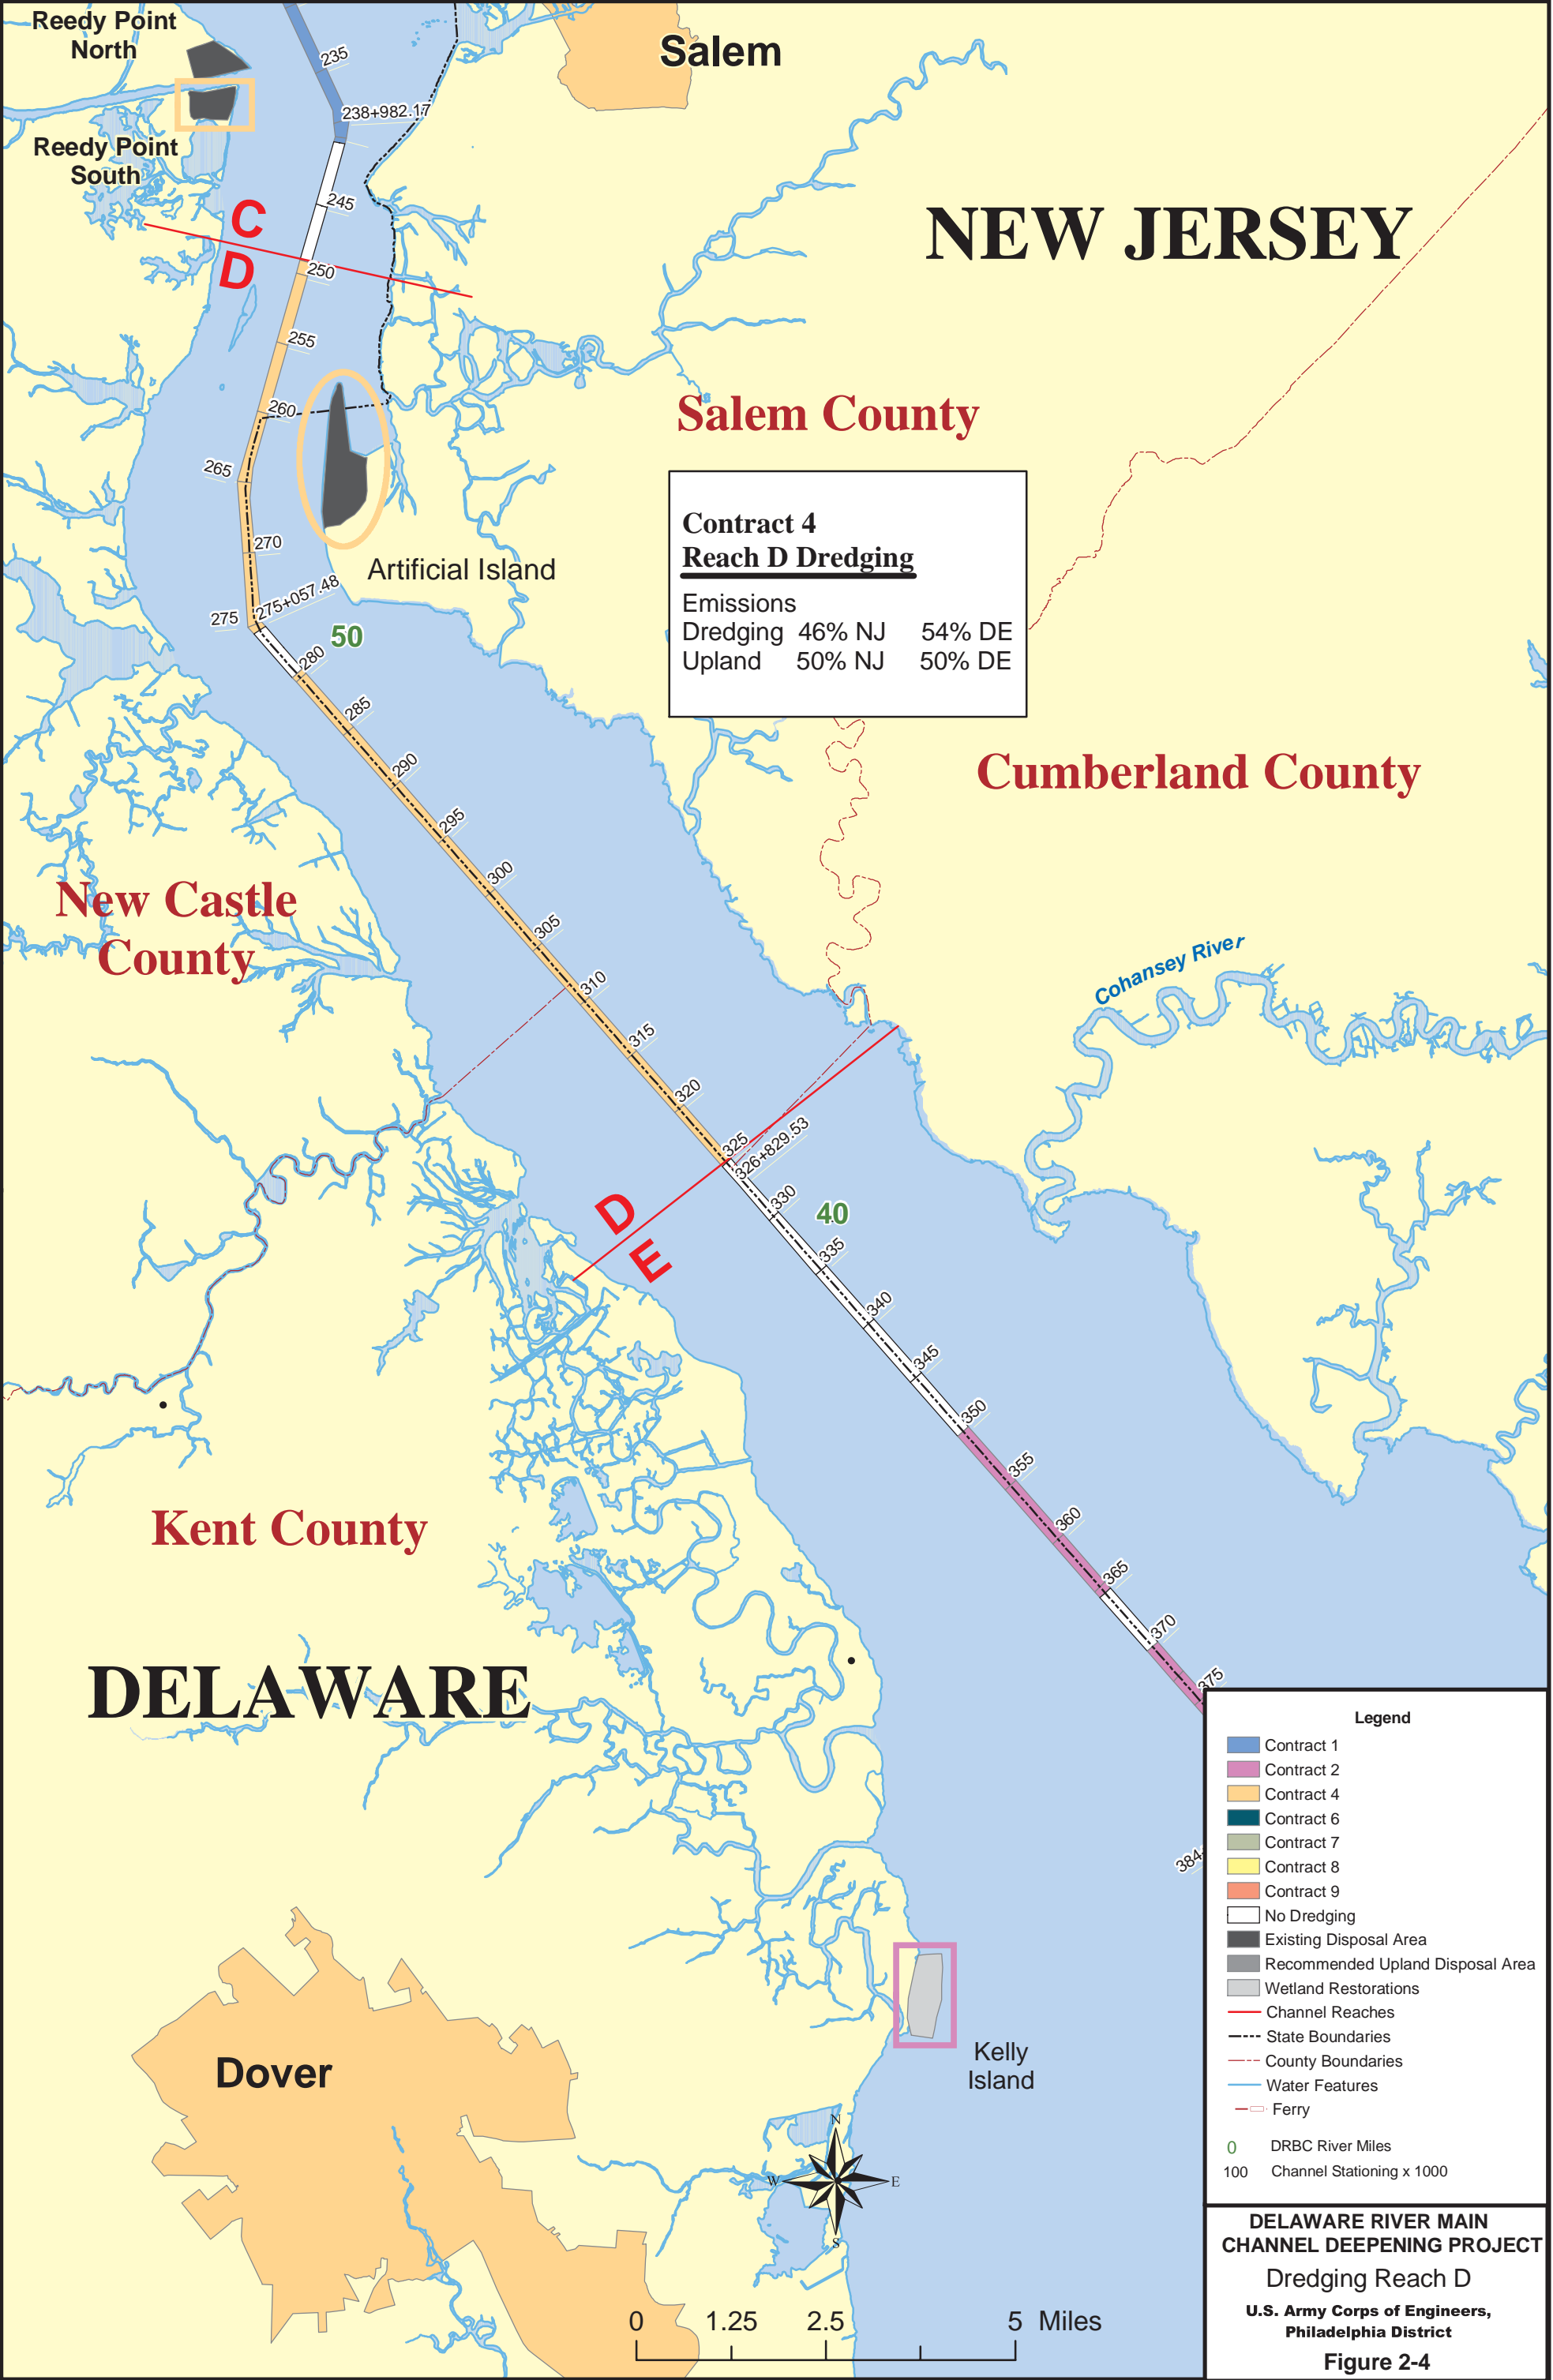 Reedy Point
North
Salem
235
238+982.17
Reedy Point
South
245
C
D
NEW JERSEY
250
255
260
Salem County
265
Contract 4
Reach D Dredging
270
Artificial Island
Emissions
Dredging 46% NJ 54% DE
Upland 50% NJ 50% DE
275
275+057.48
50
280
285
290
Cumberland County
295
300
New Castle
County
305
310
Cohansey River
315
320
325
326+829.53
330
D
E
40
335
340
345
350
355
360
Kent County
365
370
DELAWARE
375
384
Legend
Contract 1
Contract 2
Contract 4
Contract 6
Contract 7
Contract 8
Contract 9
No Dredging
Existing Disposal Area
Recommended Upland Disposal Area
Wetland Restorations
Channel Reaches
State Boundaries
County Boundaries
Water Features
Ferry
0 DRBC River Miles
100 Channel Stationing x 1000
Kelly
Island
Dover
N
W E
S
DELAWARE RIVER MAIN
CHANNEL DEEPENING PROJECT
Dredging Reach D
U.S. Army Corps of Engineers,
Philadelphia District
Figure 2-4
0 1.25 2.5 5 Miles